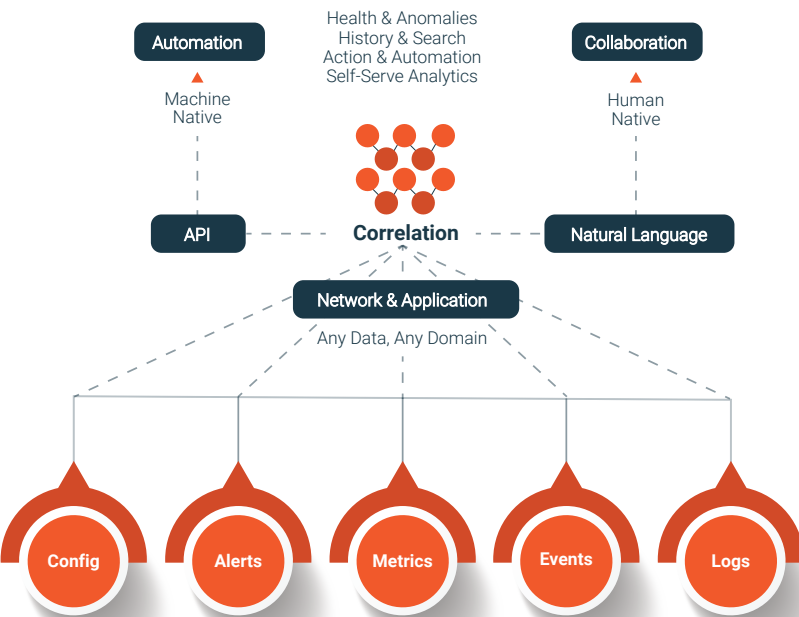 Health & Anomalies
History & Search
Action & Automation
Self-Serve Analytics
Automation
Collaboration
Machine
Native
Human
Native
API
Correlation
Natural Language
Network & Application
Any Data, Any Domain
Config
Alerts
Metrics
Events
Logs